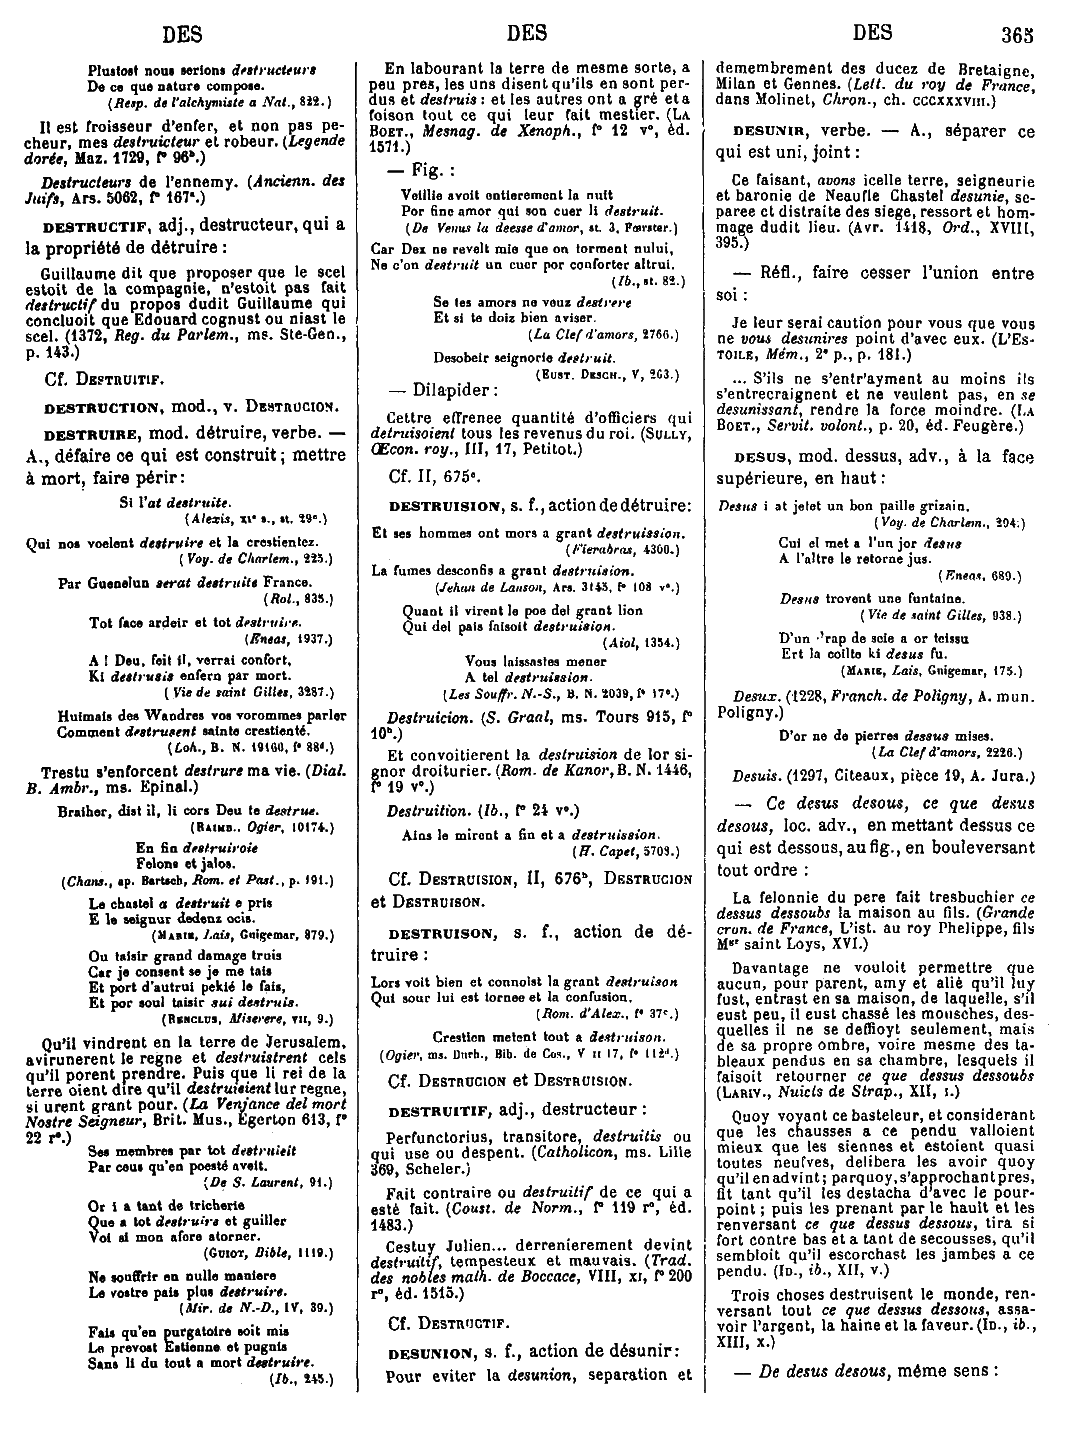 DES
DES
DES
365
Plustost nous serions destructeurs
De ce que nature compose.
(Resp. de l'alchymiste a Nat., 822.)
Il est froisseur d'enfer, et non pas pe-
cheur, mes destruicteur et robeur. (Legende
dorée, Maz. 1729, f° 96ᵇ.)
Destructeurs de l'ennemy. (Ancienn. des
Juifs, Ars. 5062, f° 167ᵃ.)
DESTRUCTIF, adj., destructeur, qui a
la propriété de détruire :
Guillaume dit que proposer que le scel
estoit de la compagnie, n'estoit pas fait
destructif du propos dudit Guillaume qui
concluoit que Edouard cognust ou niast le
scel. (1372, Reg. du Parlem., ms. Ste-Gen.,
p. 143.)
Cf. DESTRUITIF.
DESTRUCTION, mod., v. DESTRUCION.
DESTRUIRE, mod. détruire, verbe. —
A., défaire ce qui est construit ; mettre
à mort, faire périr :
Si l'at destruite.
(Alexis, XIᵉ s., st. 29ᵉ.)
Qui nos voelent destruire et la crestientez.
(Voy. de Charlem., 225.)
Par Guenelun serat destruite France.
(Rol., 835.)
Tot face ardeir et tot destruire.
(Eneas, 1937.)
A ! Deu, feit il, verrai confort,
Ki destrusis enfern par mort.
(Vie de saint Gilles, 3287.)
Huimais des Wandres vos vorommes parler
Comment destrusent sainte crestienté.
(Loh., B. N. 19160, f° 88ᵈ.)
Trestu s'enforcent destrure ma vie. (Dial.
B. Ambr., ms. Epinal.)
Braiher, dist il, li cors Deu te destrue.
(RAIMB., Ogier, 10174.)
En fin destruiroie
Felons et jalos.
(Chans., ap. Bartsch, Rom. et Past., p. 191.)
Le chastel a destruit e pris
E le seignur dedenz ocis.
(MARIE, Lais, Guigemar, 879.)
Ou taisir grand damage truis
Car je consent se je me tais
Et port d'autrui pekié le fais,
Et por soul taisir sui destruis.
(RENCLUS, Miserere, VII, 9.)
Qu'il vindrent en la terre de Jerusalem,
avirunerent le regne et destruistrent cels
qu'il porent prendre. Puis que li rei de la
terre oient dire qu'il destruisient lur regne,
si urent grant pour. (La Venjance del mort
Nostre Seigneur, Brit. Mus., Egerton 613, f°
22 r°.)
Ses membres par tot destruieit
Par ceus qu'en poesté aveit.
(De S. Laurent, 91.)
Or i a tant de tricherie
Que a tot destruire et guiller
Voi si mon afere atorner.
(GUIOT, Bible, 1119.)
Ne souffrir en nulle maniere
Le vostre pais plus destruire.
(Mir. de N.-D., IV, 39.)
Fais qu'en purgatoire soit mis
Le prevost Estienne et pugnis
Sans li du tout a mort destruire.
(Ib., 245.)
En labourant la terre de mesme sorte, a
peu pres, les uns disent qu'ils en sont per-
dus et destruis : et les autres ont a gré et a
foison tout ce qui leur fait mestier. (LA
BOET., Mesnag. de Xenoph., f° 12 v°, éd.
1571.)
— Fig. :
Veillie avoit entierement la nuit
Por fine amor qui son cuer li destruit.
(De Venus la deesse d'amor, st. 3, Fœrster.)
Car Dex ne revelt mie que on torment nului,
Ne c'on destruit un cuer por conforter altrui.
(Ib., st. 82.)
Se tes amors ne veuz destrere
Et si te doiz bien aviser.
(La Clef d'amors, 2766.)
Desobeir seignorie destruit.
(EUST. DESCH., V, 263.)
— Dilapider :
Cettre effrenee quantité d'officiers qui
detruisoient tous les revenus du roi. (SULLY,
Œcon. roy., III, 17, Petitot.)
Cf. II, 675ᶜ.
DESTRUISION, s. f., action de détruire:
Et ses hommes ont mors a grant destruission.
(Fierabras, 4360.)
La fumes desconfis a grant destruision.
(Jehan de Lanson, Ars. 3145, f° 108 v°.)
Quant il virent le poe del grant lion
Qui del pais faisoit destruision.
(Aiol, 1354.)
Vous laissastes mener
A tel destruission.
(Les Souffr. N.-S., B. N. 2039, f° 17ᵉ.)
Destruicion. (S. Graal, ms. Tours 915, f°
10ᵇ.)
Et convoitierent la destruision de lor si-
gnor droiturier. (Rom. de Kanor, B. N. 1446,
f° 19 v°.)
Destruition. (Ib., f° 24 v°.)
Ains le miront a fin et a destruission.
(H. Capet, 5703.)
Cf. DESTRUISION, II, 676ᵇ, DESTRUCION
et DESTRUISON.
DESTRUISON, s. f., action de dé-
truire :
Lors voit bien et connoist la grant destruison
Qui sour lui est tornee et la confusion.
(Rom. d'Alex., f° 37ᶜ.)
Crestien metent tout a destruison.
(Ogier, ms. Durh., Bib. de Cos., V II 17, f° 112ᵈ.)
Cf. DESTRUCION et DESTRUISION.
DESTRUITIF, adj., destructeur :
Perfunctorius, transitore, destruitis ou
qui use ou despent. (Catholicon, ms. Lille
369, Scheler.)
Fait contraire ou destruitif de ce qui a
esté fait. (Coust. de Norm., f° 119 r°, éd.
1483.)
Cestuy Julien... derrenierement devint
destruitif, tempesteux et mauvais. (Trad.
des nobles malh. de Boccace, VIII, XI, f° 200
r°, éd. 1515.)
Cf. DESTRUCTIF.
DESUNION, s. f., action de désunir :
Pour eviter la desunion, separation et
demembrement des ducez de Bretaigne,
Milan et Gennes. (Lett. du roy de France,
dans Molinet, Chron., ch. CCCXXXVIII.)
DESUNIR, verbe. — A., séparer ce
qui est uni, joint :
Ce faisant, avons icelle terre, seigneurie
et baronie de Neaufle Chastel desunie, se-
paree et distraite des siege, ressort et hom-
mage dudit lieu. (Avr. 1418, Ord., XVIII,
395.)
— Réfl., faire cesser l'union entre
soi :
Je leur serai caution pour vous que vous
ne vous desunires point d'avec eux. (L'ES-
TOILE, Mém., 2ᵉ p., p. 181.)
... S'ils ne s'entr'ayment au moins ils
s'entrecraignent et ne veulent pas, en se
desunissant, rendre la force moindre. (LA
BOET., Servit. volont., p. 20, éd. Feugère.)
DESUS, mod. dessus, adv., à la face
supérieure, en haut :
Desus i at jetet un bon paille grizain.
(Voy. de Charlem., 294.)
Cui el met a l'un jor desus
A l'altre le retorne jus.
(Eneas, 689.)
Desus trovent une funtaine.
(Vie de saint Gilles, 938.)
D'un drap de seie a or teissu
Ert la coilte ki desus fu.
(MARIE, Lais, Guigemar, 175.)
Desux. (1228, Franch. de Poligny, A. mun.
Poligny.)
D'or ne de pierres dessus mises.
(La Clef d'amors, 2226.)
Desuis. (1297, Citeaux, pièce 19, A. Jura.)
— Ce desus desous, ce que desus
desous, loc. adv., en mettant dessus ce
qui est dessous, au fig., en bouleversant
tout ordre :
La felonnie du pere fait tresbuchier ce
dessus dessoubs la maison au fils. (Grande
cron. de France, L'ist. au roy Phelippe, fils
Mᵍʳ saint Loys, XVI.)
Davantage ne vouloit permettre que
aucun, pour parent, amy et alié qu'il luy
fust, entrast en sa maison, de laquelle, s'il
eust peu, il eust chassé les mousches, des-
quelles il ne se deffioyt seulement, mais
de sa propre ombre, voire mesme des ta-
bleaux pendus en sa chambre, lesquels il
faisoit retourner ce que dessus dessoubs
(LARIV., Nuicts de Strap., XII, I.)
Quoy voyant ce basteleur, et considerant
que les chausses a ce pendu valloient
mieux que les siennes et estoient quasi
toutes neufves, delibera les avoir quoy
qu'il en advint; parquoy, s'approchant pres,
fit tant qu'il les destacha d'avec le pour-
point ; puis les prenant par le hault et les
renversant ce que dessus dessous, tira si
fort contre bas et a tant de secousses, qu'il
sembloit qu'il escorchast les jambes a ce
pendu. (ID., ib., XII, V.)
Trois choses destruisent le monde, ren-
versant tout ce que dessus dessous, assa-
voir l'argent, la haine et la faveur. (ID., ib.,
XIII, X.)
— De desus desous, même sens :